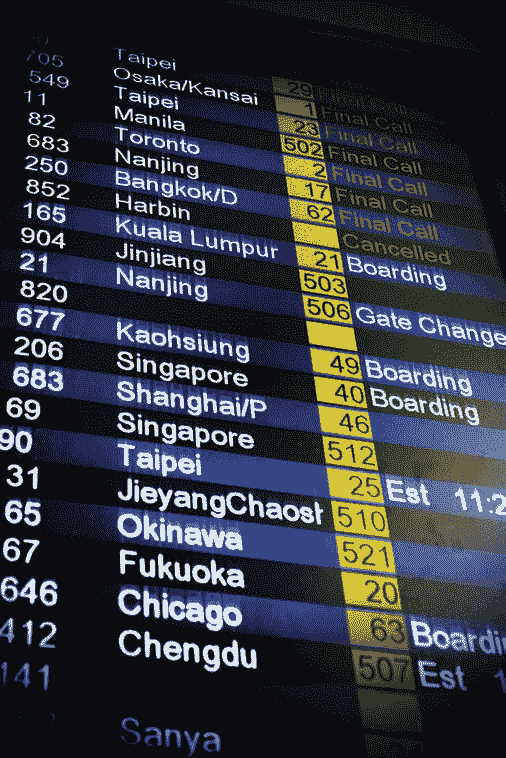 Taipei 29 Final Call
705 Osaka/Kansai 1 Final Call
549 Taipei 23 Final Call
11 Manila 502 Final Call
82 Toronto 2 Final Call
683 Nanjing 17 Final Call
250 Bangkok/D 62 Final Call
852 Harbin Cancelled
165 Kuala Lumpur 21 Boarding
904 Jinjiang 503
21 Nanjing 506 Gate Change
820
677 Kaohsiung 49 Boarding
206 Singapore 40 Boarding
683 Shanghai/P 46
69 Singapore 512
90 Taipei 25 Est 11:2
31 JieyangChaosh 510
65 Okinawa 521
67 Fukuoka 20
646 Chicago 63 Boardi
412 Chengdu 507 Est 1
141
Sanya